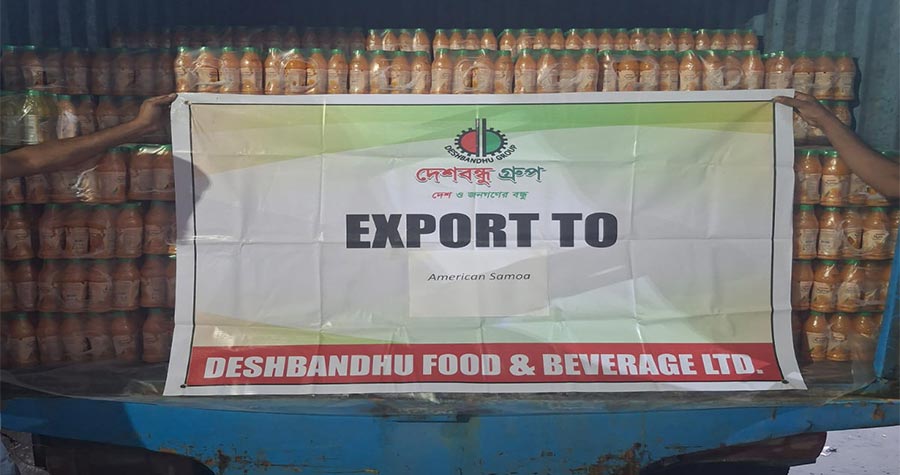 DESHBANDHU GROUP
দেশবন্ধু গ্রুপ
দেশ ও জনগণের বন্ধু
EXPORT TO
American Samoa
DESHBANDHU FOOD & BEVERAGE LTD.